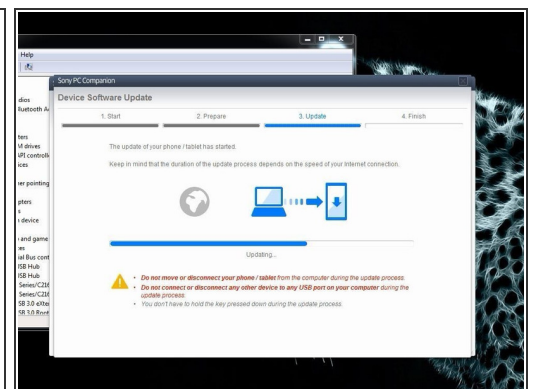 Help
Sony PC Companion
Device Software Update
1. Start
2. Prepare
3. Update
4. Finish
The update of your phone / tablet has started.
Keep in mind that the duration of the update process depends on the speed of your internet connection.
Updating...
Do not move or disconnect your phone / tablet from the computer during the update process.
Do not connect or disconnect any other device to any USB port on your computer during the
update process.
You don't have to hold the key pressed down during the update process.
dios
luetooth A
ters
M drives
API controlle
ices
er pointing
pters
s
device
and game
ial Bus cont
USB Hub
USB Hub
Series/C216
Series/C216
SB 3.0 eXte
SB 3.0 Root